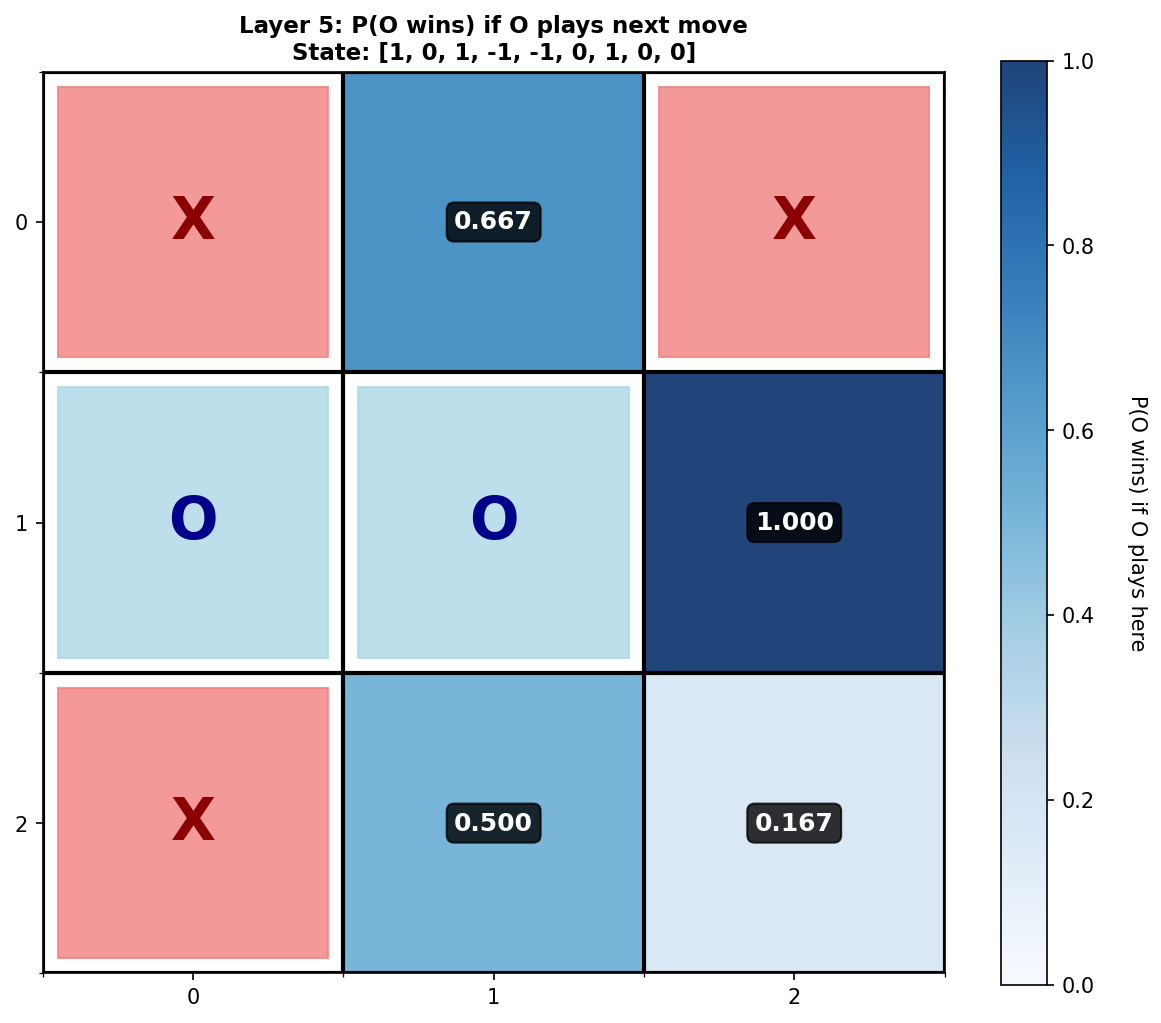 Layer 5: P(O wins) if O plays next move
State: [1, 0, 1, -1, -1, 0, 1, 0, 0]
0
X
0.667
X
1
O
O
1.000
2
X
0.500
0.167
0
1
2
1.0
0.8
0.6
0.4
0.2
0.0
P(O wins) if O plays here